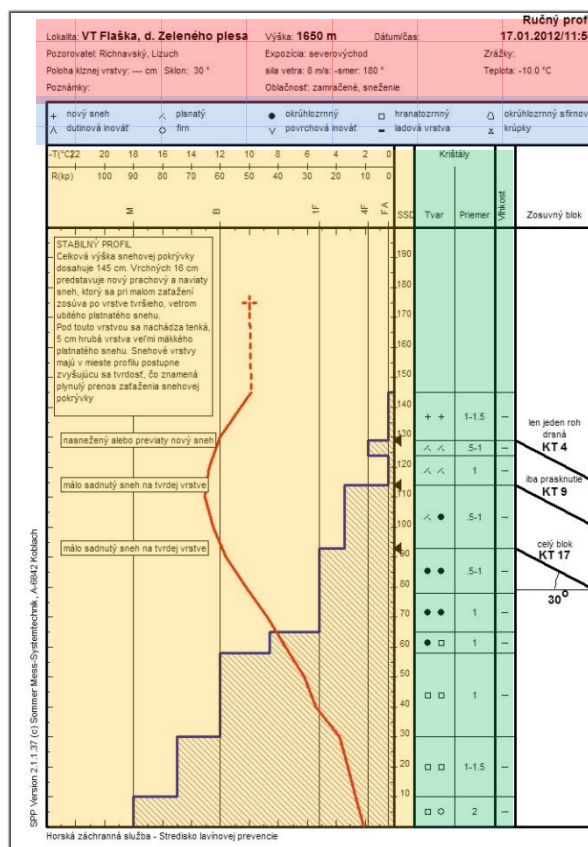 Ručný profi
Lokalita: VT Flaška, d. Zeleného plesa Výška: 1650 m Dátum/čas: 17.01.2012/11:5
Pozorovateľ: Richnavský, Lizuch Expozícia: severovýchod Zrážky:
Poloha klznej vrstvy: --- cm Sklon: 30 ° sila vetra: 8 m/s: -smer: 180 ° Teplota: -10.0 °C
Poznámky: Oblačnosť: zamračené, sneženie
+ nový sneh plsnatý ● okrúhlozrnný □ hranatozrnný okrúhlozrnný sfirnov
∧ dutinová inováť ○ firn ∨ povrchová inováť ▬ ladová vrstva krúpky
-T(°C)22 20 18 16 14 12 10 8 6 4 2 0 Krištály
R(kp) 100 90 80 70 60 50 40 30 20 10 0
M B 1F 4F FA SSD Tvar Priemer Vlhkost Zosuvný blok
STABILNÝ PROFIL
Celková výška snehovej pokrývky
dosahuje 145 cm. Vrchných 16 cm
predstavuje nový prachový a naviaty
sneh, ktorý sa pri malom zaťažení
zosúva po vrstve tvršieho, vetrom
ubitého plstnatého snehu.
Pod touto vrstvou sa nachádza tenká,
5 cm hrubá vrstva veľmi mäkkého
plstnatého snehu. Snehové vrstvy
majú v mieste profilu postupne
zvyšujúcu sa tvrdosť, čo znamená
plynulý prenos zaťaženia snehovej
pokrývky
190
180
170
160
150
140
+ + 1-1.5 –
len jeden roh
drsná
130
nasnežený alebo previaty nový sneh
KT 4
.5-1 –
120
1 –
iba prasknutie
málo sadnutý sneh na tvrdej vrstve
KT 9
110
100
● .5-1 –
celý blok
málo sadnutý sneh na tvrdej vrstve
KT 17
90
● ● .5-1 –
80
30°
70
● ● 1 –
60
● □ 1 –
50
□ □ 1 –
40
30
20
□ □ 1-1.5 –
10
□ ○ 2 –
SPP Version 2.1.1.37 (c) Sommer Mess-Systemtechnik, A-6842 Koblach
Horská záchranná služba - Stredisko lavínovej prevencie